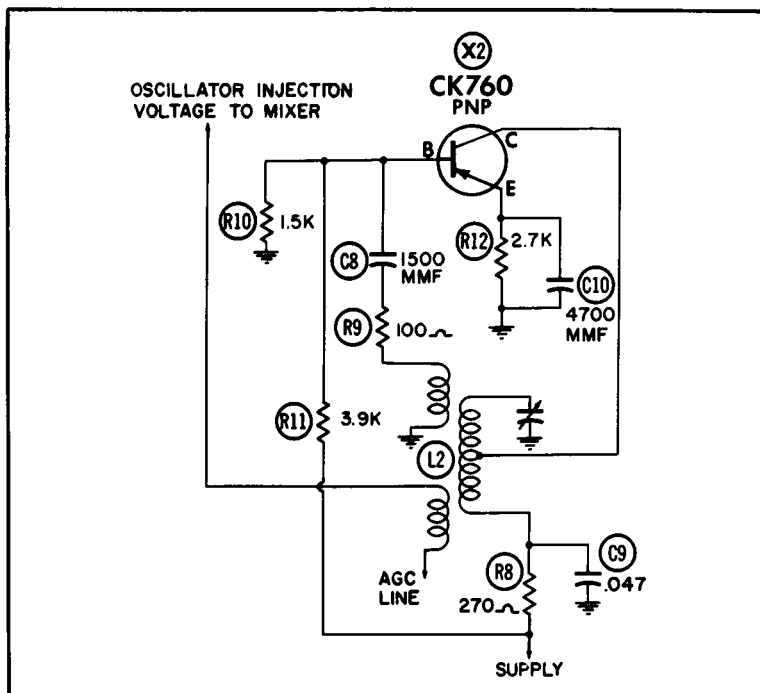 X2
CK760
PNP
OSCILLATOR INJECTION
VOLTAGE TO MIXER
B
C
E
R10
1.5K
R12
2.7K
C8
1500
MMF
C10
4700
MMF
R9
100
R11
3.9K
L2
AGC
LINE
R8
270
C9
.047
SUPPLY